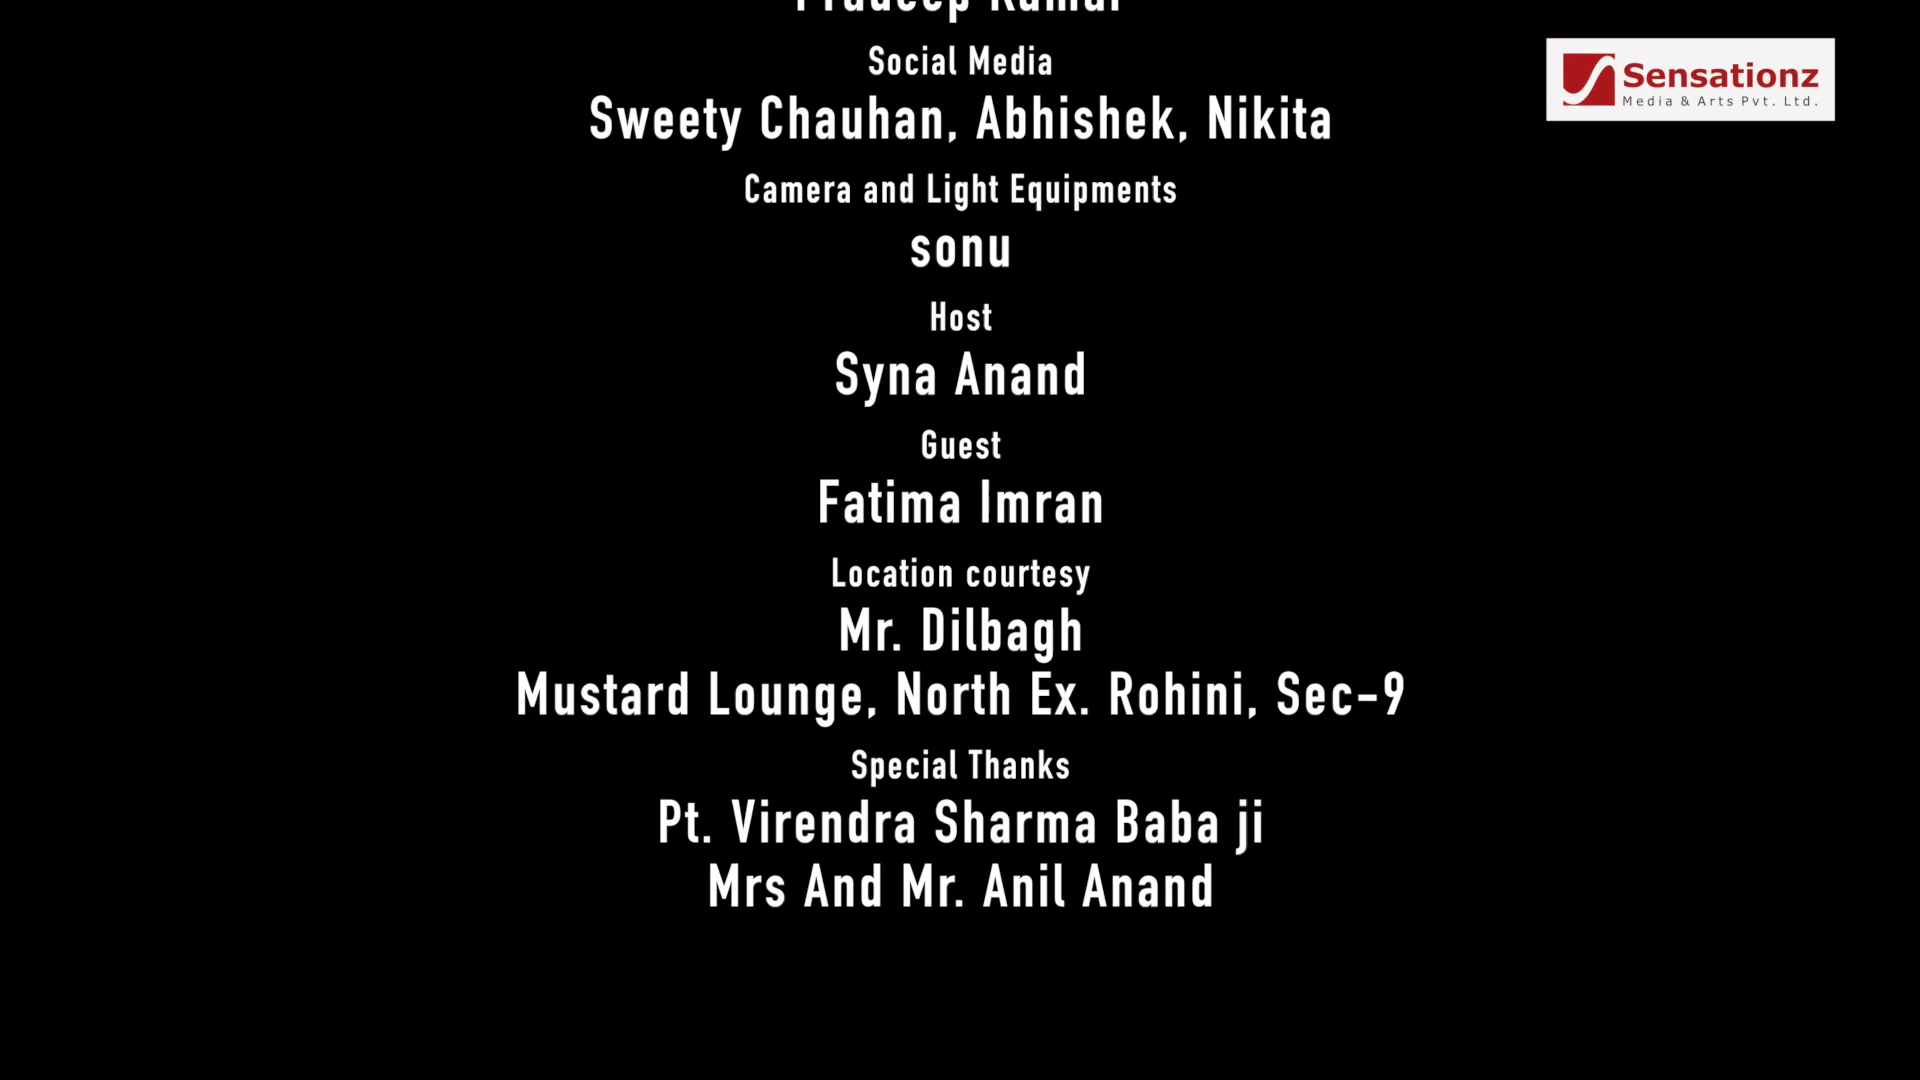 Pradeep Kumar
Social Media
Sweety Chauhan, Abhishek, Nikita
Camera and Light Equipments
sonu
Host
Syna Anand
Guest
Fatima Imran
Location courtesy
Mr. Dilbagh
Mustard Lounge, North Ex. Rohini, Sec-9
Special Thanks
Pt. Virendra Sharma Baba ji
Mrs And Mr. Anil Anand
Sensationz
Media & Arts Pvt. Ltd.